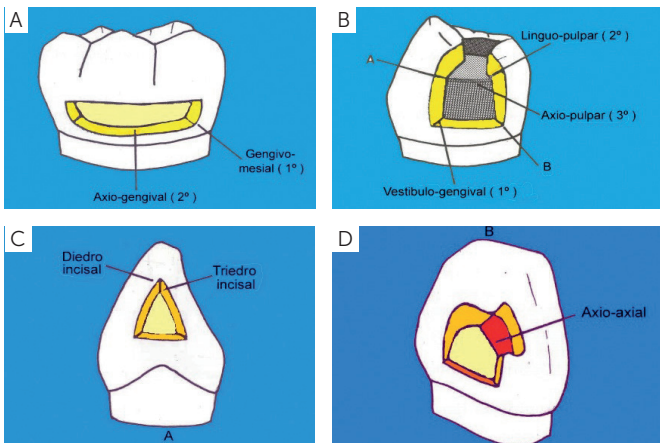 A
Gengivo-
mesial ( 1º )
Axio-gengival ( 2º )
B
Linguo-pulpar ( 2º )
A
Axio-pulpar ( 3º )
B
Vestíbulo-gengival ( 1º )
C
Diedro
incisal
Triedro
incisal
A
D
B
Axio-axial